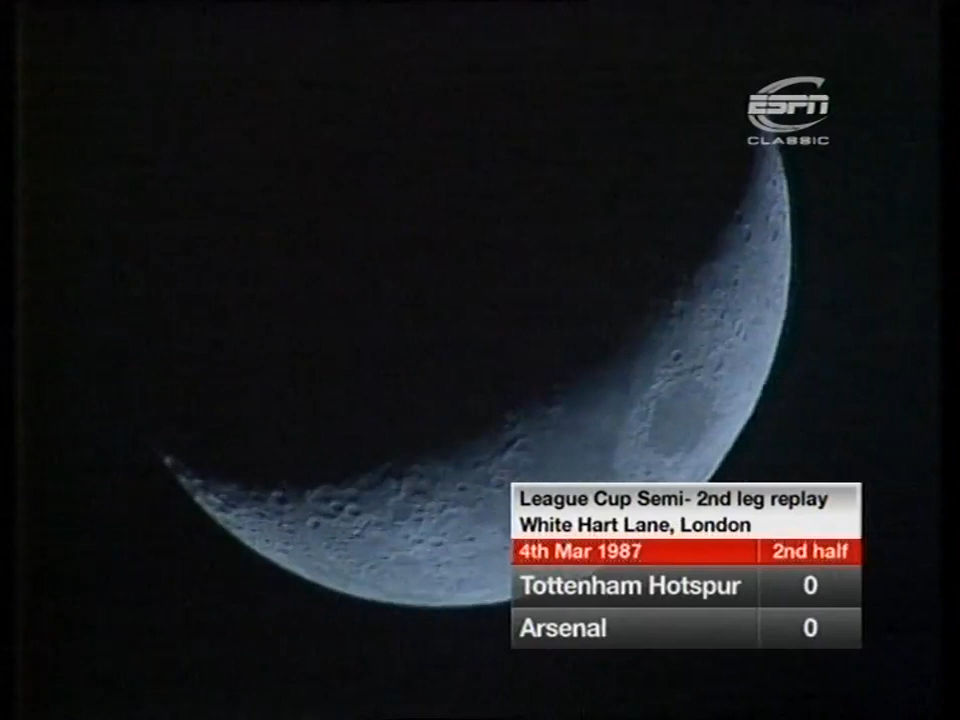 ESPN
CLASSIC
League Cup Semi- 2nd leg replay
White Hart Lane, London
4th Mar 1987 2nd half
Tottenham Hotspur 0
Arsenal 0